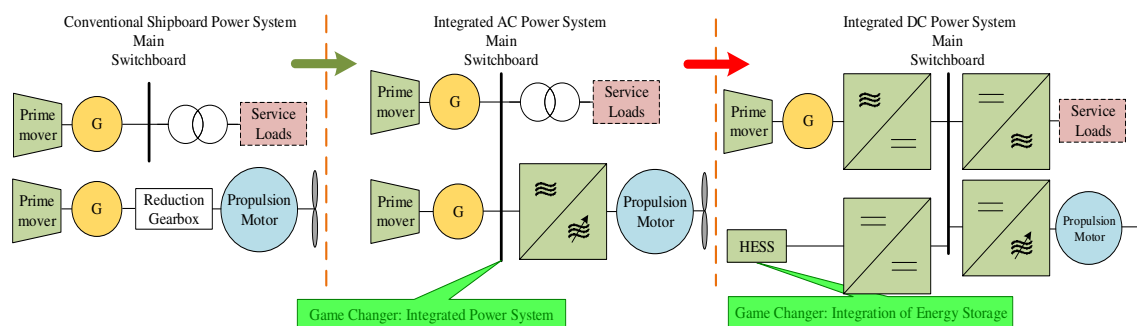 Conventional Shipboard Power System
Main
Switchboard
Prime
mover
G
Service
Loads
Prime
mover
G
Reduction
Gearbox
Propulsion
Motor
Integrated AC Power System
Main
Switchboard
Prime
mover
G
Service
Loads
Prime
mover
G
Propulsion
Motor
Game Changer: Integrated Power System
Integrated DC Power System
Main
Switchboard
Prime
mover
G
Service
Loads
HESS
Propulsion
Motor
Game Changer: Integration of Energy Storage